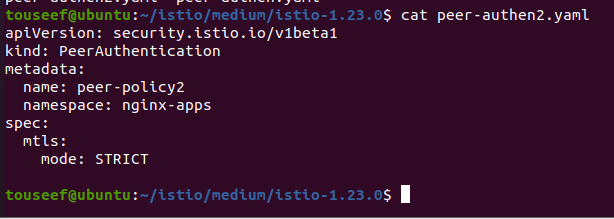 touseef@ubuntu:~/istio/medium/istio-1.23.0$ cat peer-authen2.yaml
apiVersion: security.istio.io/v1beta1
kind: PeerAuthentication
metadata:
  name: peer-policy2
  namespace: nginx-apps
spec:
  mtls:
    mode: STRICT
touseef@ubuntu:~/istio/medium/istio-1.23.0$